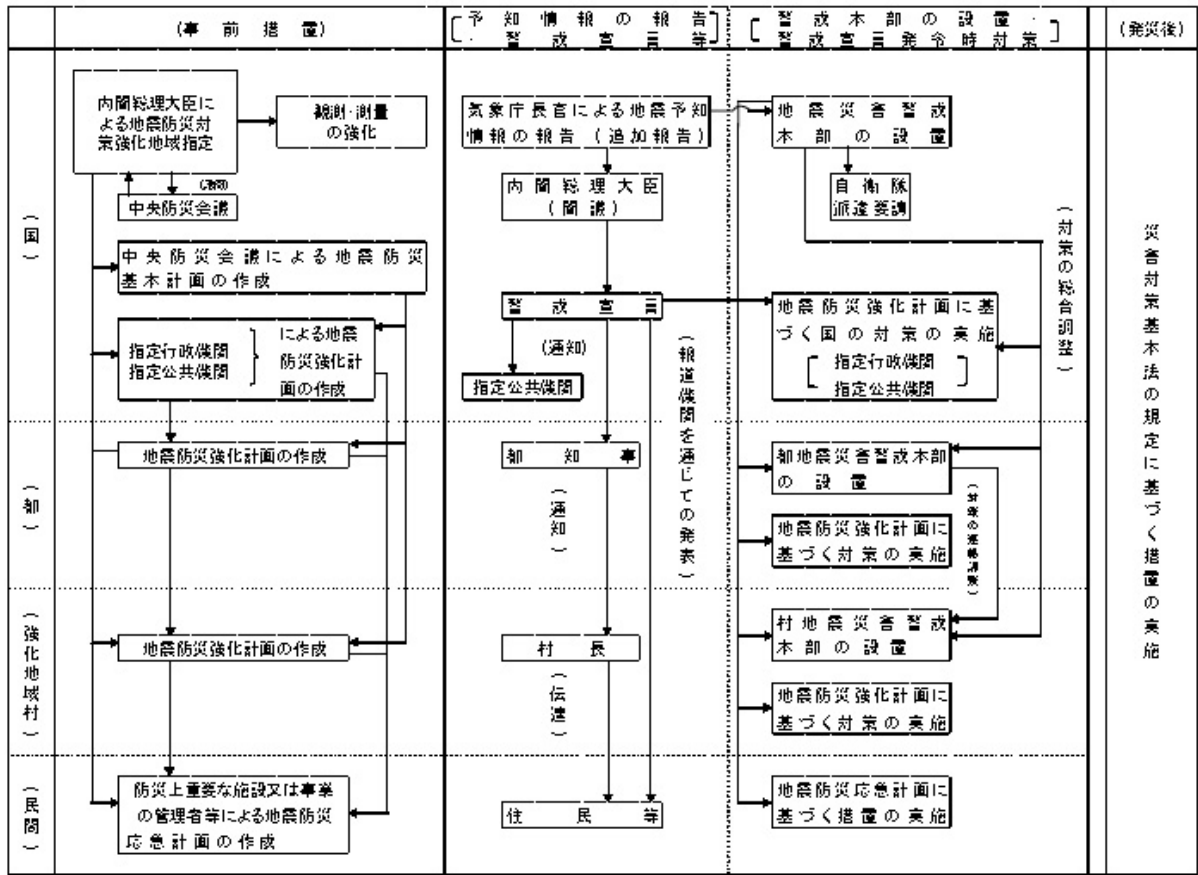 (事前措置)
予知情報の報告
・警戒宣言等
警戒本部の設置・
警戒宣言発令時対策
(発災後)
(国)
内閣総理大臣に
よる地震防災対
策強化地域指定
観測・測量
の強化
中央防災会議
中央防災会議による地震防災
基本計画の作成
指定行政機関
指定公共機関
による地震
防災強化計
画の作成
気象庁長官による地震予知
情報の報告(追加報告)
内閣総理大臣
(閣議)
警戒宣言
(通知)
指定公共機関
(報道機関を通じての発表)
地震災害警戒
本部の設置
自衛隊
派遣要請
地震防災強化計画に基
づく国の対策の実施
指定行政機関
指定公共機関
(対策の総合調整)
災害対策基本法の規定に基づく措置の実施
(都)
地震防災強化計画の作成
都知事
(通知)
都地震災害警戒本部
の設置
地震防災強化計画に
基づく対策の実施
(強化地域村)
地震防災強化計画の作成
村長
(伝達)
村地震災害警戒
本部の設置
地震防災強化計画に
基づく対策の実施
(民間)
防災上重要な施設又は事業
の管理者等による地震防災
応急計画の作成
住民等
地震防災応急計画に
基づく措置の実施